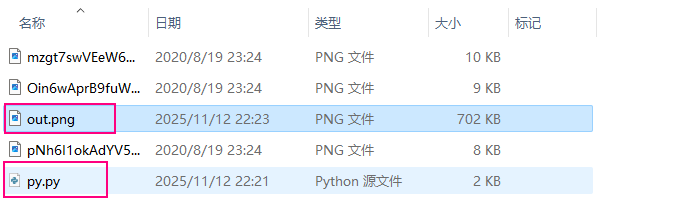 名称 日期 类型 大小 标记
mzgt7swVEeW6... 2020/8/19 23:24 PNG 文件 10 KB
Oin6wAprB9fuW... 2020/8/19 23:24 PNG 文件 9 KB
out.png 2025/11/12 22:23 PNG 文件 702 KB
pNh6I1okAdYV5... 2020/8/19 23:24 PNG 文件 8 KB
py.py 2025/11/12 22:21 Python 源文件 2 KB